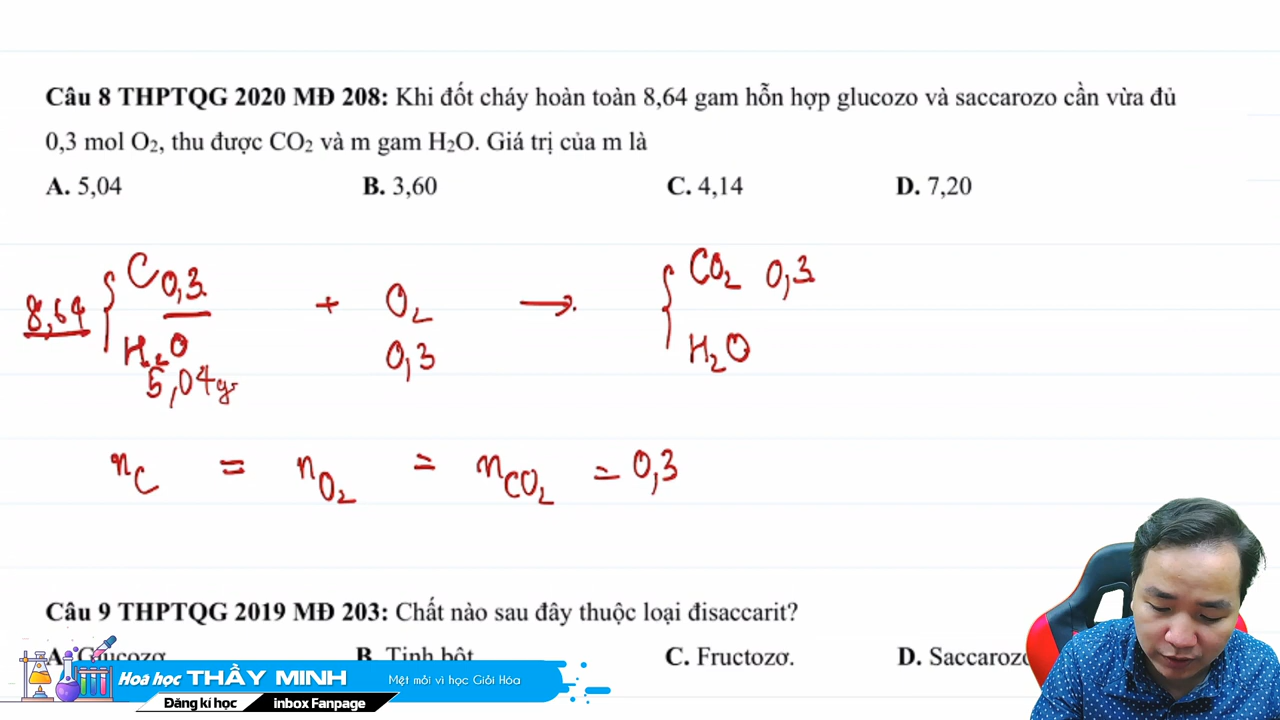 Câu 8 THPTQG 2020 MĐ 208: Khi đốt cháy hoàn toàn 8,64 gam hỗn hợp glucozo và saccarozo cần vừa đủ
0,3 mol O₂, thu được CO₂ và m gam H₂O. Giá trị của m là
A. 5,04 B. 3,60 C. 4,14 D. 7,20
8,64 { C 0,3 + O₂ → { CO₂ 0,3
H₂O 0,3 H₂O
5,04g
n_C = n_O₂ = n_CO₂ = 0,3
Câu 9 THPTQG 2019 MĐ 203: Chất nào sau đây thuộc loại đisaccarit?
A. Glucozơ B. Tinh bột C. Fructozơ. D.
Hoá học THẦY MINH Mệt mỏi vì học Giỏi Hóa
Đăng kí học inbox Fanpage